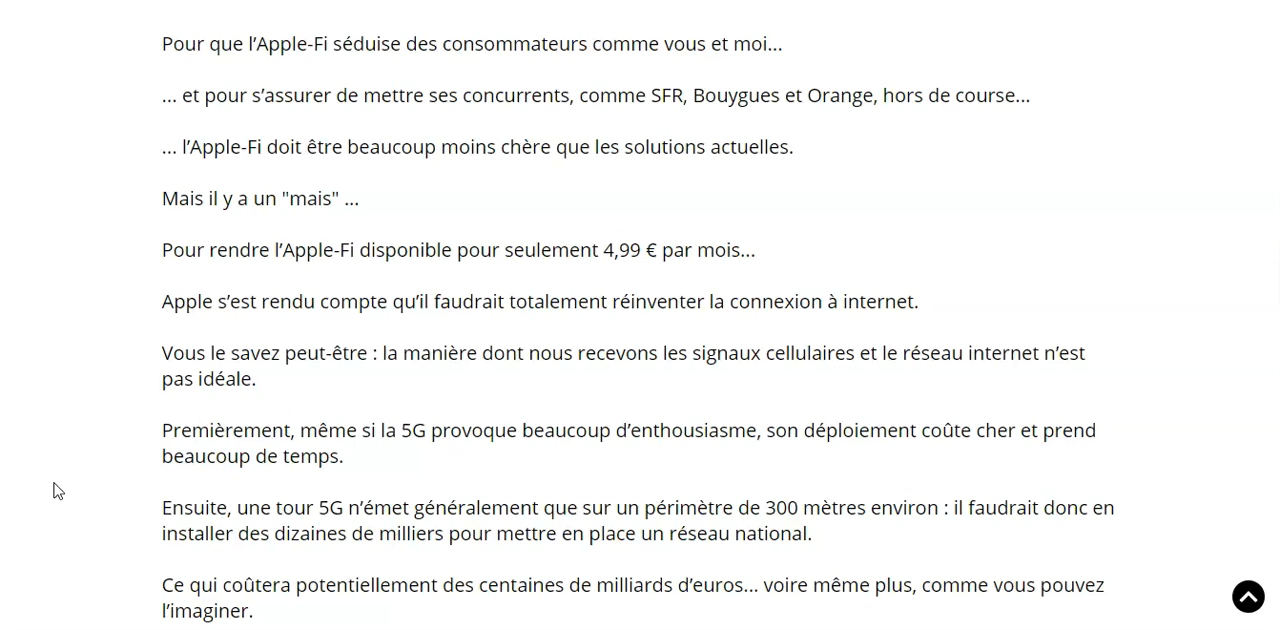 Pour que l’Apple-Fi séduise des consommateurs comme vous et moi...
... et pour s’assurer de mettre ses concurrents, comme SFR, Bouygues et Orange, hors de course...
... l’Apple-Fi doit être beaucoup moins chère que les solutions actuelles.
Mais il y a un "mais" ...
Pour rendre l’Apple-Fi disponible pour seulement 4,99 € par mois...
Apple s’est rendu compte qu’il faudrait totalement réinventer la connexion à internet.
Vous le savez peut-être : la manière dont nous recevons les signaux cellulaires et le réseau internet n’est
pas idéale.
Premièrement, même si la 5G provoque beaucoup d’enthousiasme, son déploiement coûte cher et prend
beaucoup de temps.
Ensuite, une tour 5G n’émet généralement que sur un périmètre de 300 mètres environ : il faudrait donc en
installer des dizaines de milliers pour mettre en place un réseau national.
Ce qui coûtera potentiellement des centaines de milliards d’euros... voire même plus, comme vous pouvez
l’imaginer.